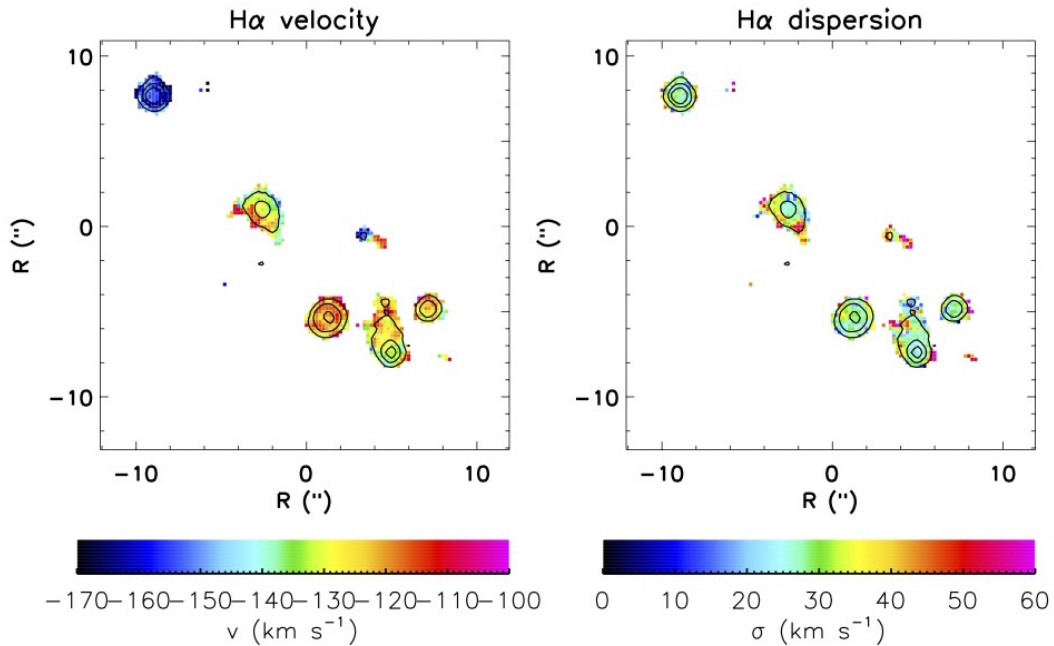 Hα velocity
Hα dispersion
10
0
−10
R (")
−10
0
10
R (")
10
0
−10
R (")
−10
0
10
R (")
−170−160−150−140−130−120−110−100
v (km s⁻¹)
0 10 20 30 40 50 60
σ (km s⁻¹)